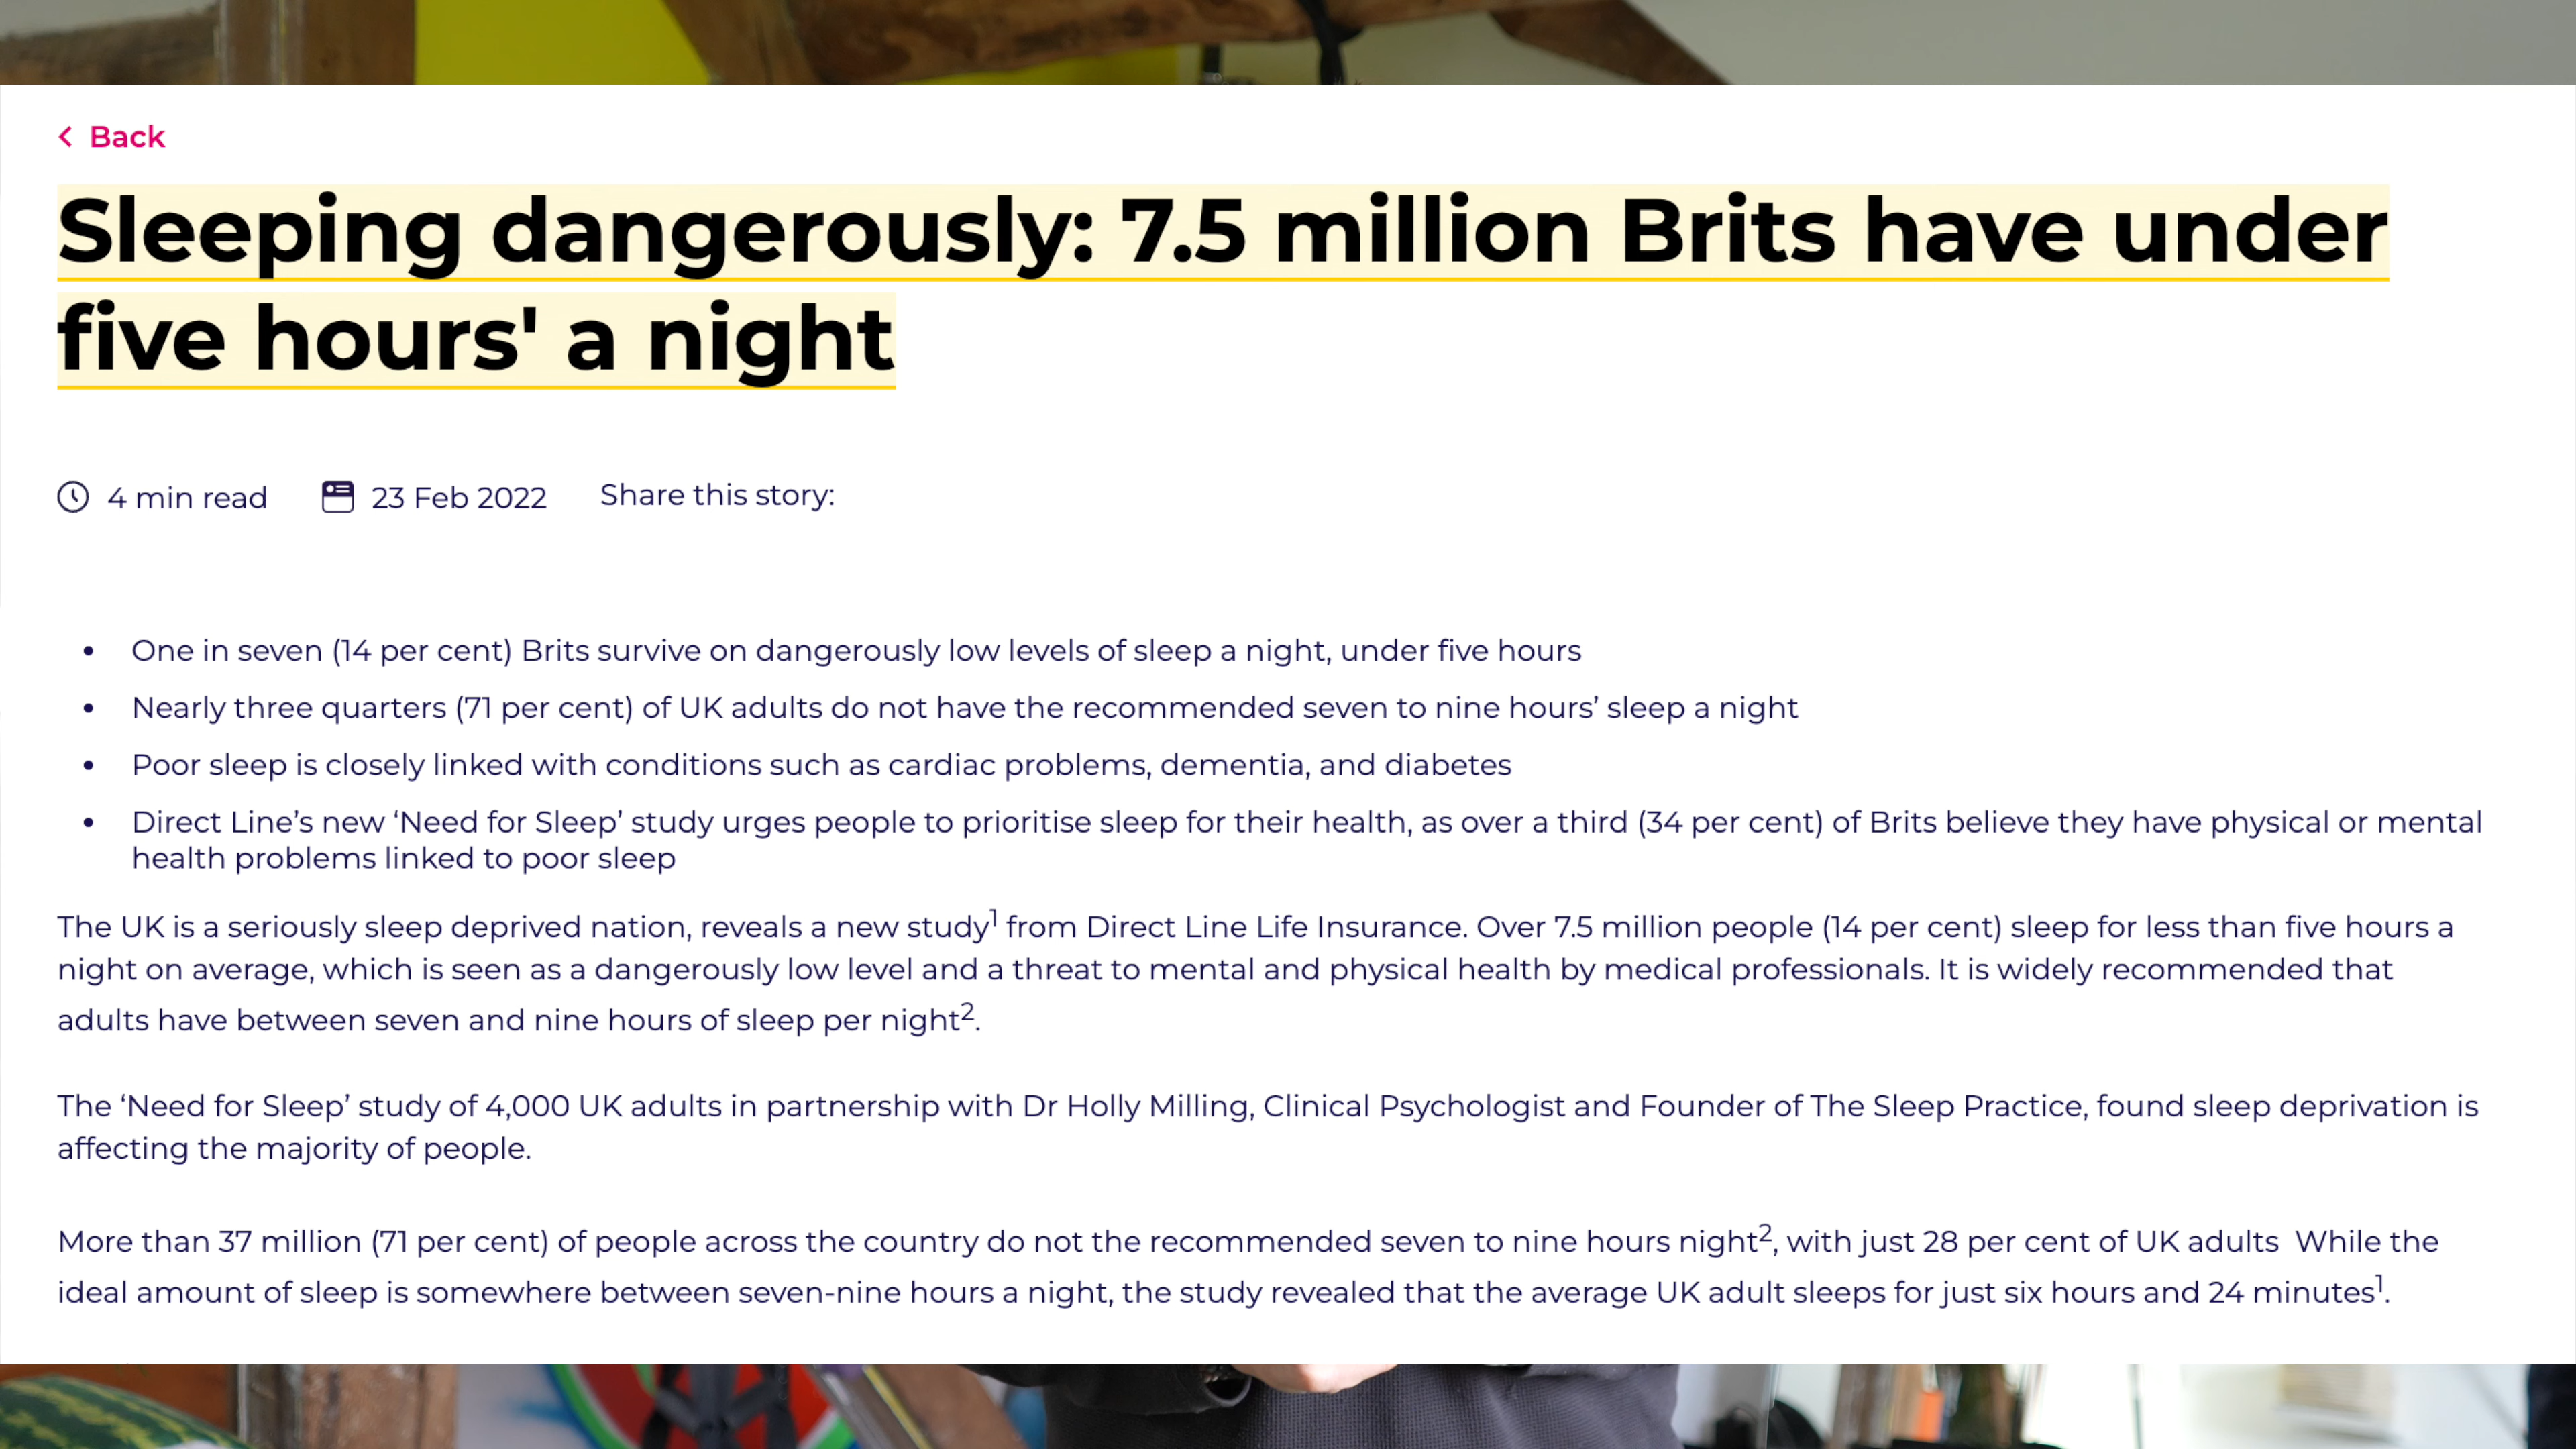 Back
Sleeping dangerously: 7.5 million Brits have under
five hours' a night
4 min read 23 Feb 2022 Share this story:
• One in seven (14 per cent) Brits survive on dangerously low levels of sleep a night, under five hours
• Nearly three quarters (71 per cent) of UK adults do not have the recommended seven to nine hours’ sleep a night
• Poor sleep is closely linked with conditions such as cardiac problems, dementia, and diabetes
• Direct Line’s new ‘Need for Sleep’ study urges people to prioritise sleep for their health, as over a third (34 per cent) of Brits believe they have physical or mental
health problems linked to poor sleep
The UK is a seriously sleep deprived nation, reveals a new study1 from Direct Line Life Insurance. Over 7.5 million people (14 per cent) sleep for less than five hours a
night on average, which is seen as a dangerously low level and a threat to mental and physical health by medical professionals. It is widely recommended that
adults have between seven and nine hours of sleep per night2.
The ‘Need for Sleep’ study of 4,000 UK adults in partnership with Dr Holly Milling, Clinical Psychologist and Founder of The Sleep Practice, found sleep deprivation is
affecting the majority of people.
More than 37 million (71 per cent) of people across the country do not the recommended seven to nine hours night2, with just 28 per cent of UK adults  While the
ideal amount of sleep is somewhere between seven-nine hours a night, the study revealed that the average UK adult sleeps for just six hours and 24 minutes1.